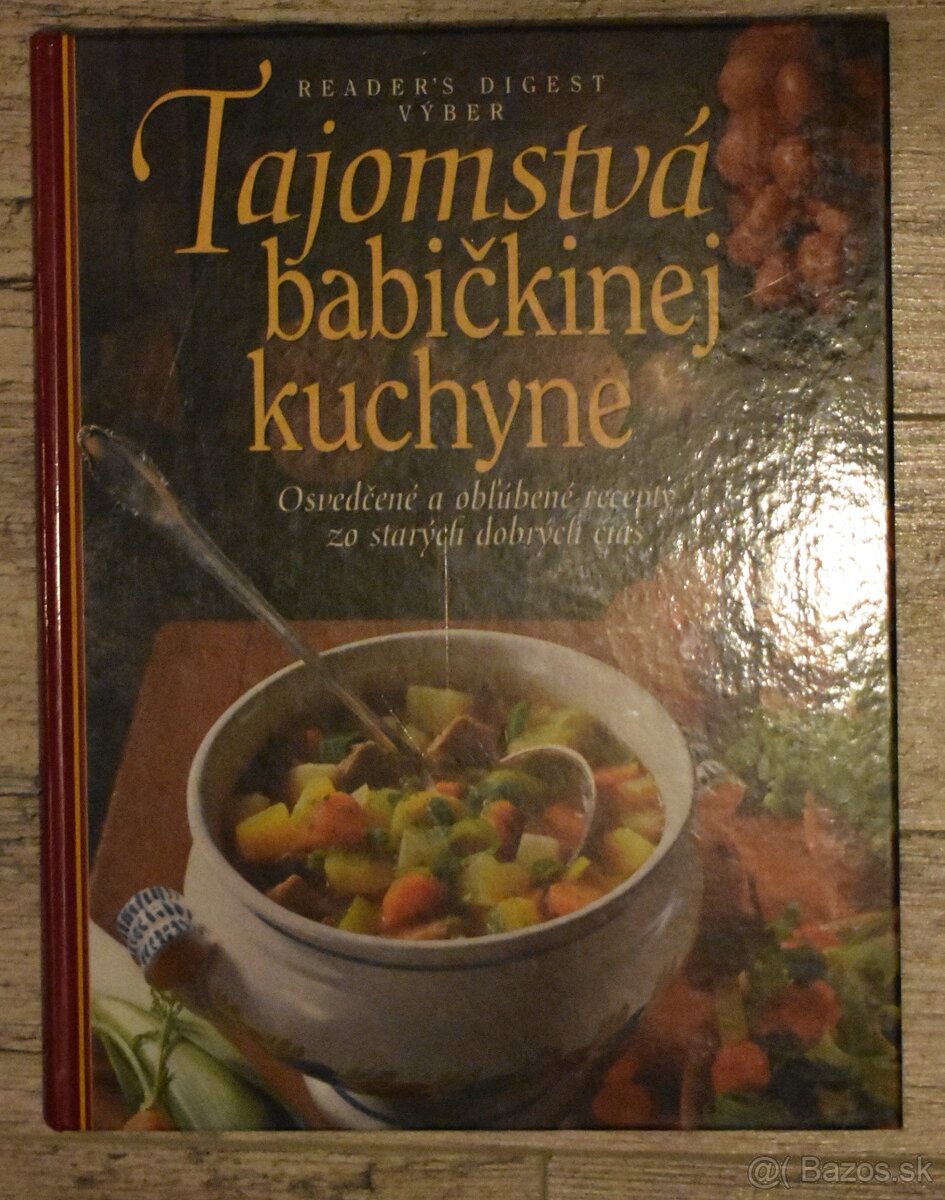 READER'S DIGEST
VÝBER
Tajomstvá
babičkinej
kuchyne
Osvedčené a obľúbené recepty
zo starých dobrých čias
@( Bazos.sk